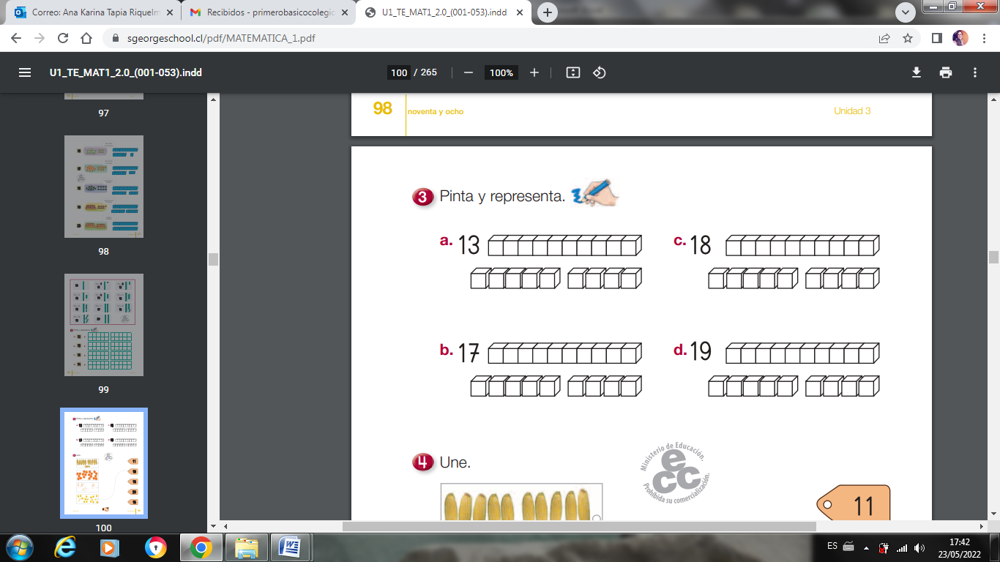 Correo: Ana Karina Tapia Riquelm
Recibidos - primerobasicocolegio
U1_TE_MAT1_2.0_(001-053).indd
sgeorgeschool.cl/pdf/MATEMATICA_1.pdf
U1_TE_MAT1_2.0_(001-053).indd
100 / 265
100%
97
98
99
100
98 noventa y ocho
Unidad 3
3 Pinta y representa.
a. 13
c. 18
b. 17
d. 19
4 Une.
Ministerio de Educación.
ecc
Prohibida su comercialización.
11
ES
17:42
23/05/2022